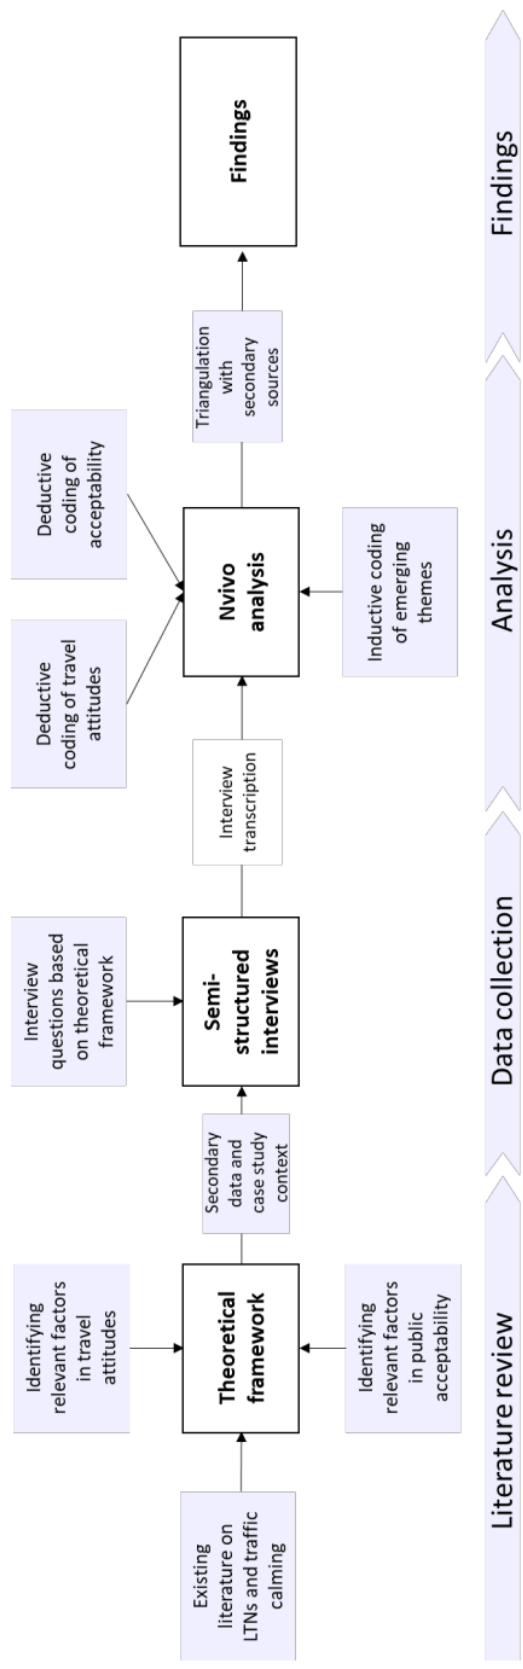 Existing
literature on
LTNs and traffic
calming
Identifying
relevant factors
in travel
attitudes
Theoretical
framework
Identifying
relevant factors
in public
acceptability
Secondary
data and
case study
context
Interview
questions based
on theoretical
framework
Semi-
structured
interviews
Interview
transcription
Deductive
coding of travel
attitudes
Deductive
coding of
acceptability
Nvivo
analysis
Inductive coding
of emerging
themes
Triangulation
with
secondary
sources
Findings
Literature review
Data collection
Analysis
Findings